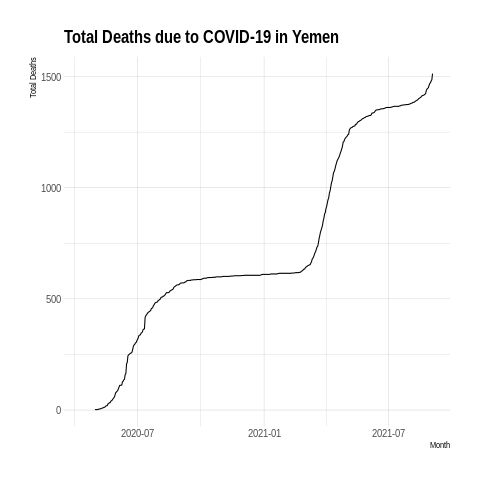 Total Deaths due to COVID-19 in Yemen
Total Deaths
1500
1000
500
0
2020-07
2021-01
2021-07
Month